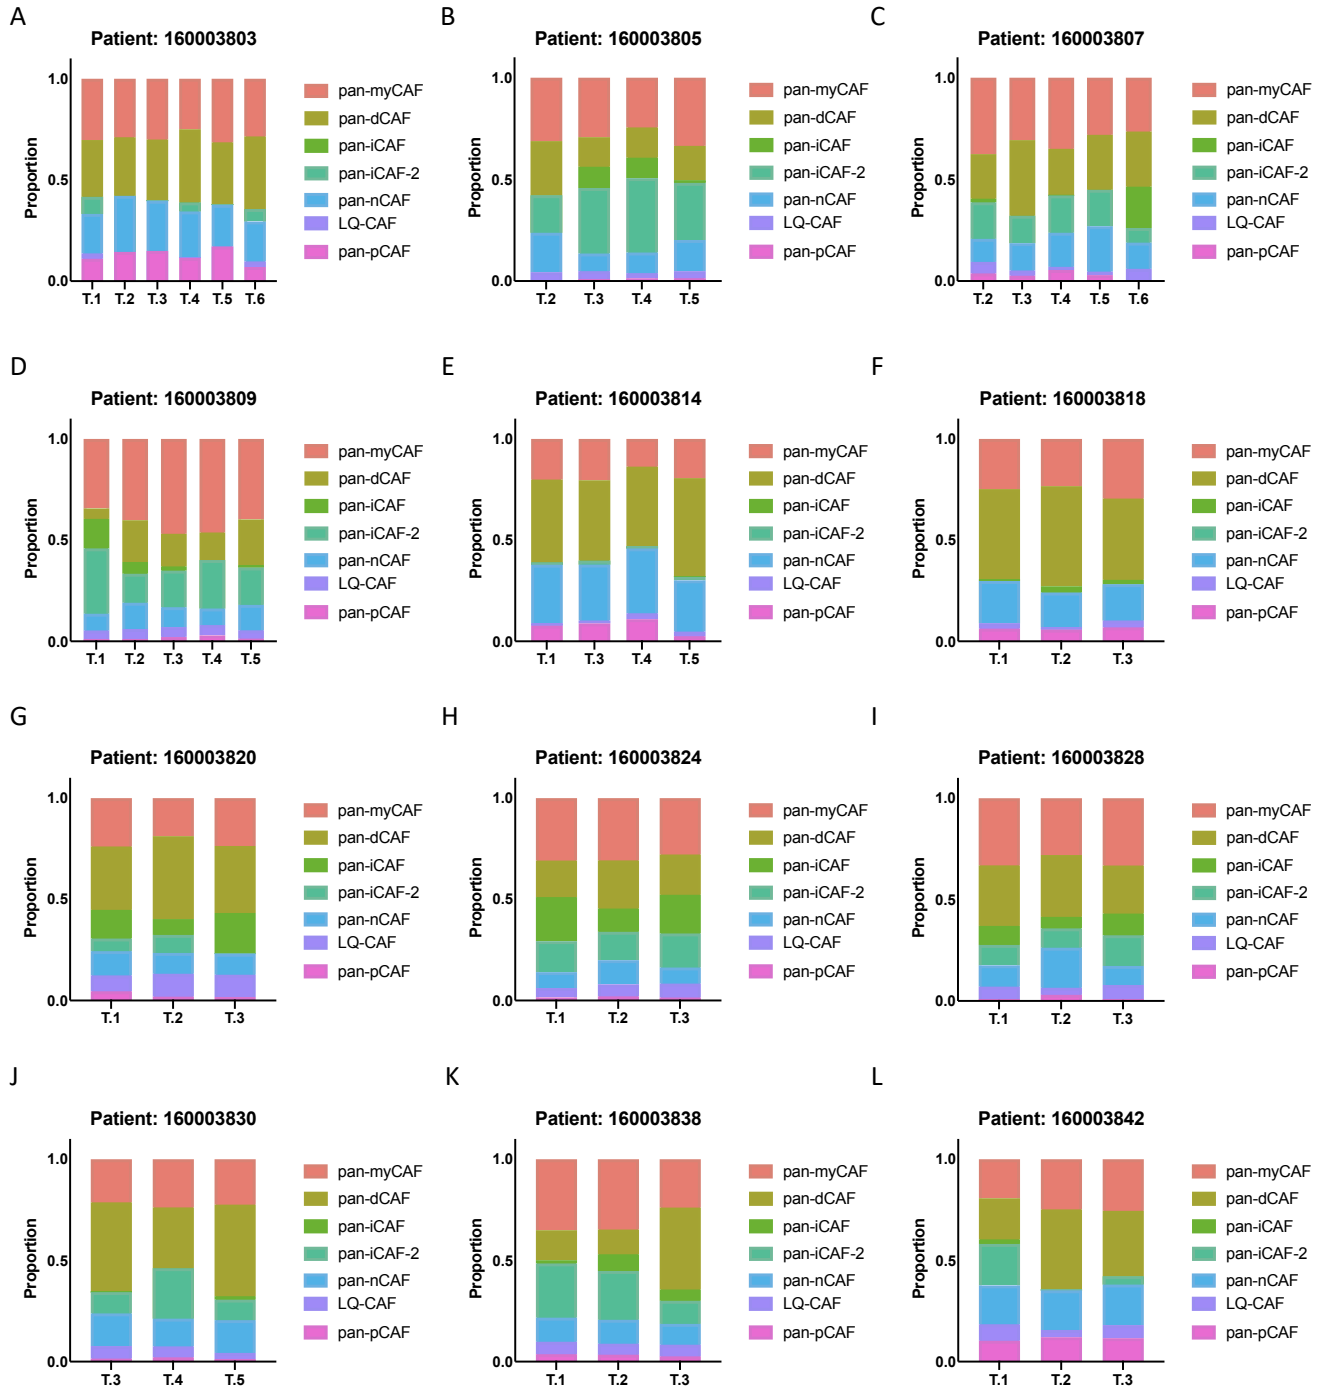 A
Patient: 160003803
Proportion
1.0
0.5
0.0
T.1 T.2 T.3 T.4 T.5 T.6
pan-myCAF
pan-dCAF
pan-iCAF
pan-iCAF-2
pan-nCAF
LQ-CAF
pan-pCAF
B
Patient: 160003805
Proportion
1.0
0.5
0.0
T.2 T.3 T.4 T.5
pan-myCAF
pan-dCAF
pan-iCAF
pan-iCAF-2
pan-nCAF
LQ-CAF
pan-pCAF
C
Patient: 160003807
Proportion
1.0
0.5
0.0
T.2 T.3 T.4 T.5 T.6
pan-myCAF
pan-dCAF
pan-iCAF
pan-iCAF-2
pan-nCAF
LQ-CAF
pan-pCAF
D
Patient: 160003809
Proportion
1.0
0.5
0.0
T.1 T.2 T.3 T.4 T.5
pan-myCAF
pan-dCAF
pan-iCAF
pan-iCAF-2
pan-nCAF
LQ-CAF
pan-pCAF
E
Patient: 160003814
Proportion
1.0
0.5
0.0
T.1 T.3 T.4 T.5
pan-myCAF
pan-dCAF
pan-iCAF
pan-iCAF-2
pan-nCAF
LQ-CAF
pan-pCAF
F
Patient: 160003818
Proportion
1.0
0.5
0.0
T.1 T.2 T.3
pan-myCAF
pan-dCAF
pan-iCAF
pan-iCAF-2
pan-nCAF
LQ-CAF
pan-pCAF
G
Patient: 160003820
Proportion
1.0
0.5
0.0
T.1 T.2 T.3
pan-myCAF
pan-dCAF
pan-iCAF
pan-iCAF-2
pan-nCAF
LQ-CAF
pan-pCAF
H
Patient: 160003824
Proportion
1.0
0.5
0.0
T.1 T.2 T.3
pan-myCAF
pan-dCAF
pan-iCAF
pan-iCAF-2
pan-nCAF
LQ-CAF
pan-pCAF
I
Patient: 160003828
Proportion
1.0
0.5
0.0
T.1 T.2 T.3
pan-myCAF
pan-dCAF
pan-iCAF
pan-iCAF-2
pan-nCAF
LQ-CAF
pan-pCAF
J
Patient: 160003830
Proportion
1.0
0.5
0.0
T.3 T.4 T.5
pan-myCAF
pan-dCAF
pan-iCAF
pan-iCAF-2
pan-nCAF
LQ-CAF
pan-pCAF
K
Patient: 160003838
Proportion
1.0
0.5
0.0
T.1 T.2 T.3
pan-myCAF
pan-dCAF
pan-iCAF
pan-iCAF-2
pan-nCAF
LQ-CAF
pan-pCAF
L
Patient: 160003842
Proportion
1.0
0.5
0.0
T.1 T.2 T.3
pan-myCAF
pan-dCAF
pan-iCAF
pan-iCAF-2
pan-nCAF
LQ-CAF
pan-pCAF